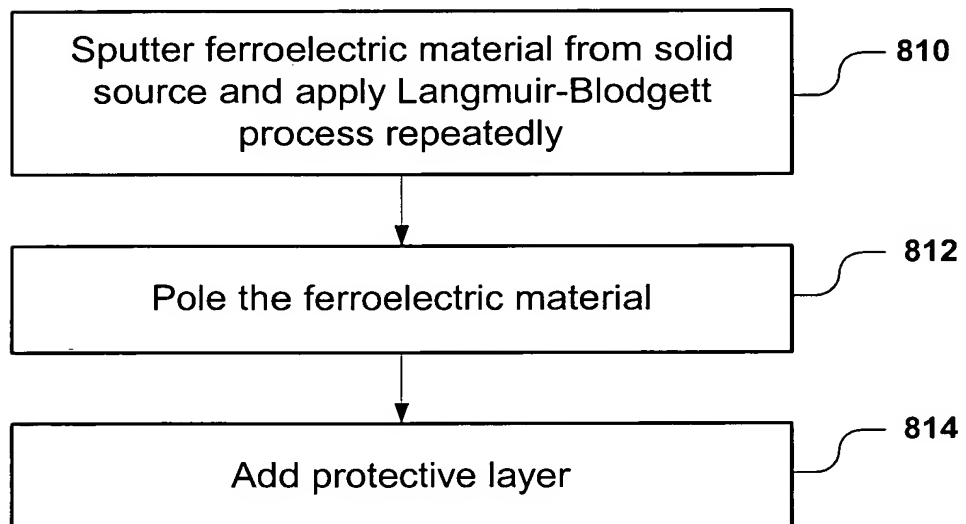 Sputter ferroelectric material from solid
source and apply Langmuir-Blodgett
process repeatedly
810
Pole the ferroelectric material
812
Add protective layer
814